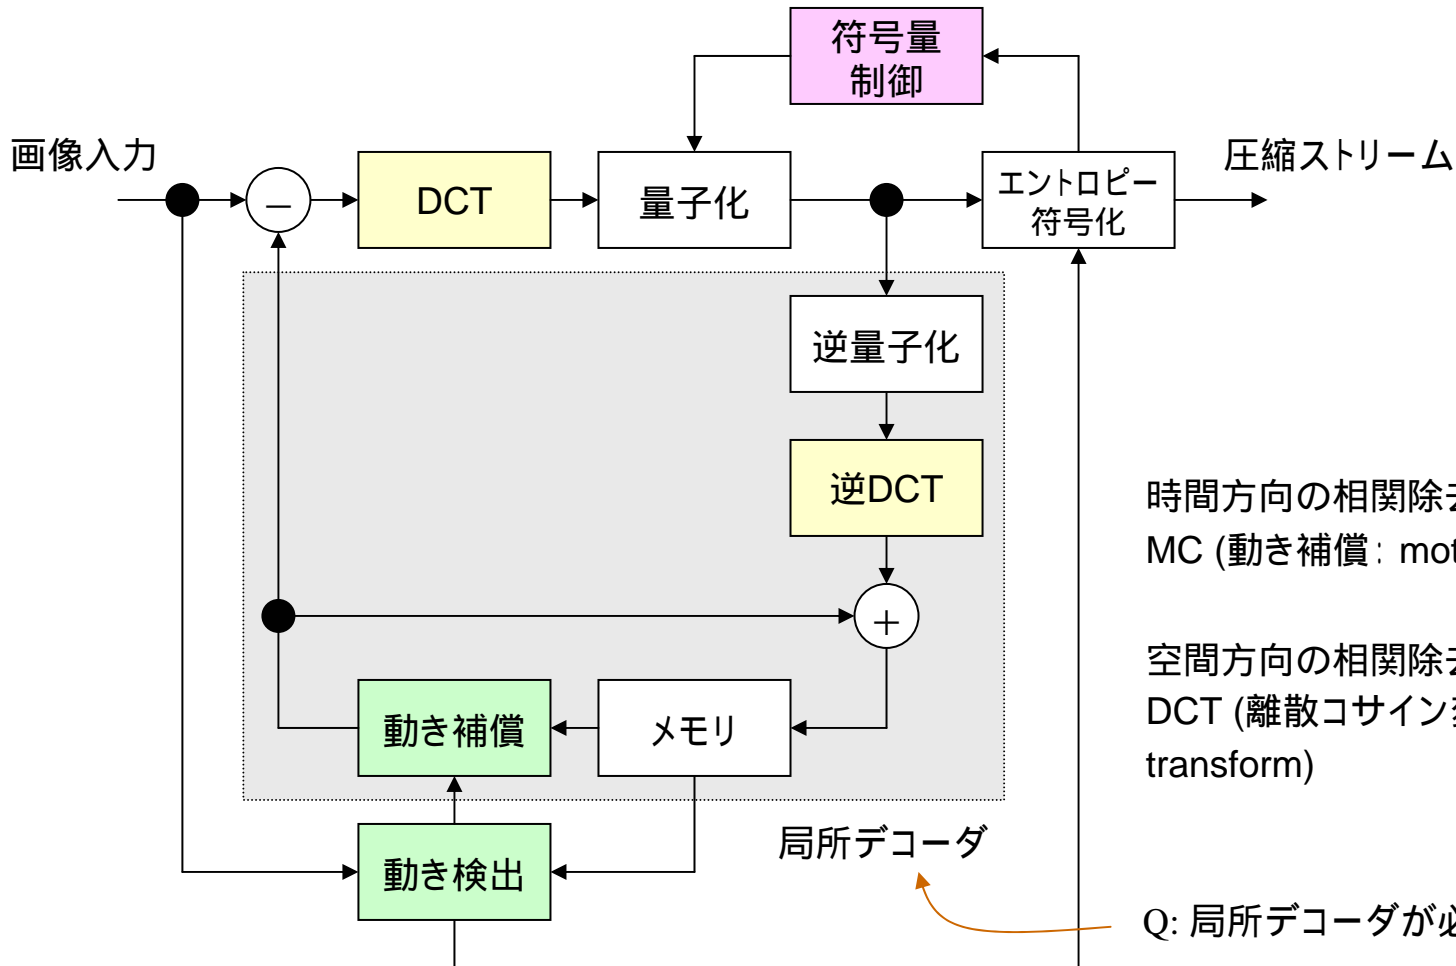 符号量
制御
画像入力
圧縮ストリーム
−
DCT
量子化
エントロピー
符号化
逆量子化
逆DCT
時間方向の相関除
MC (動き補償: mot
+
空間方向の相関除
DCT (離散コサイン
transform)
動き補償
メモリ
局所デコーダ
動き検出
Q: 局所デコーダが必